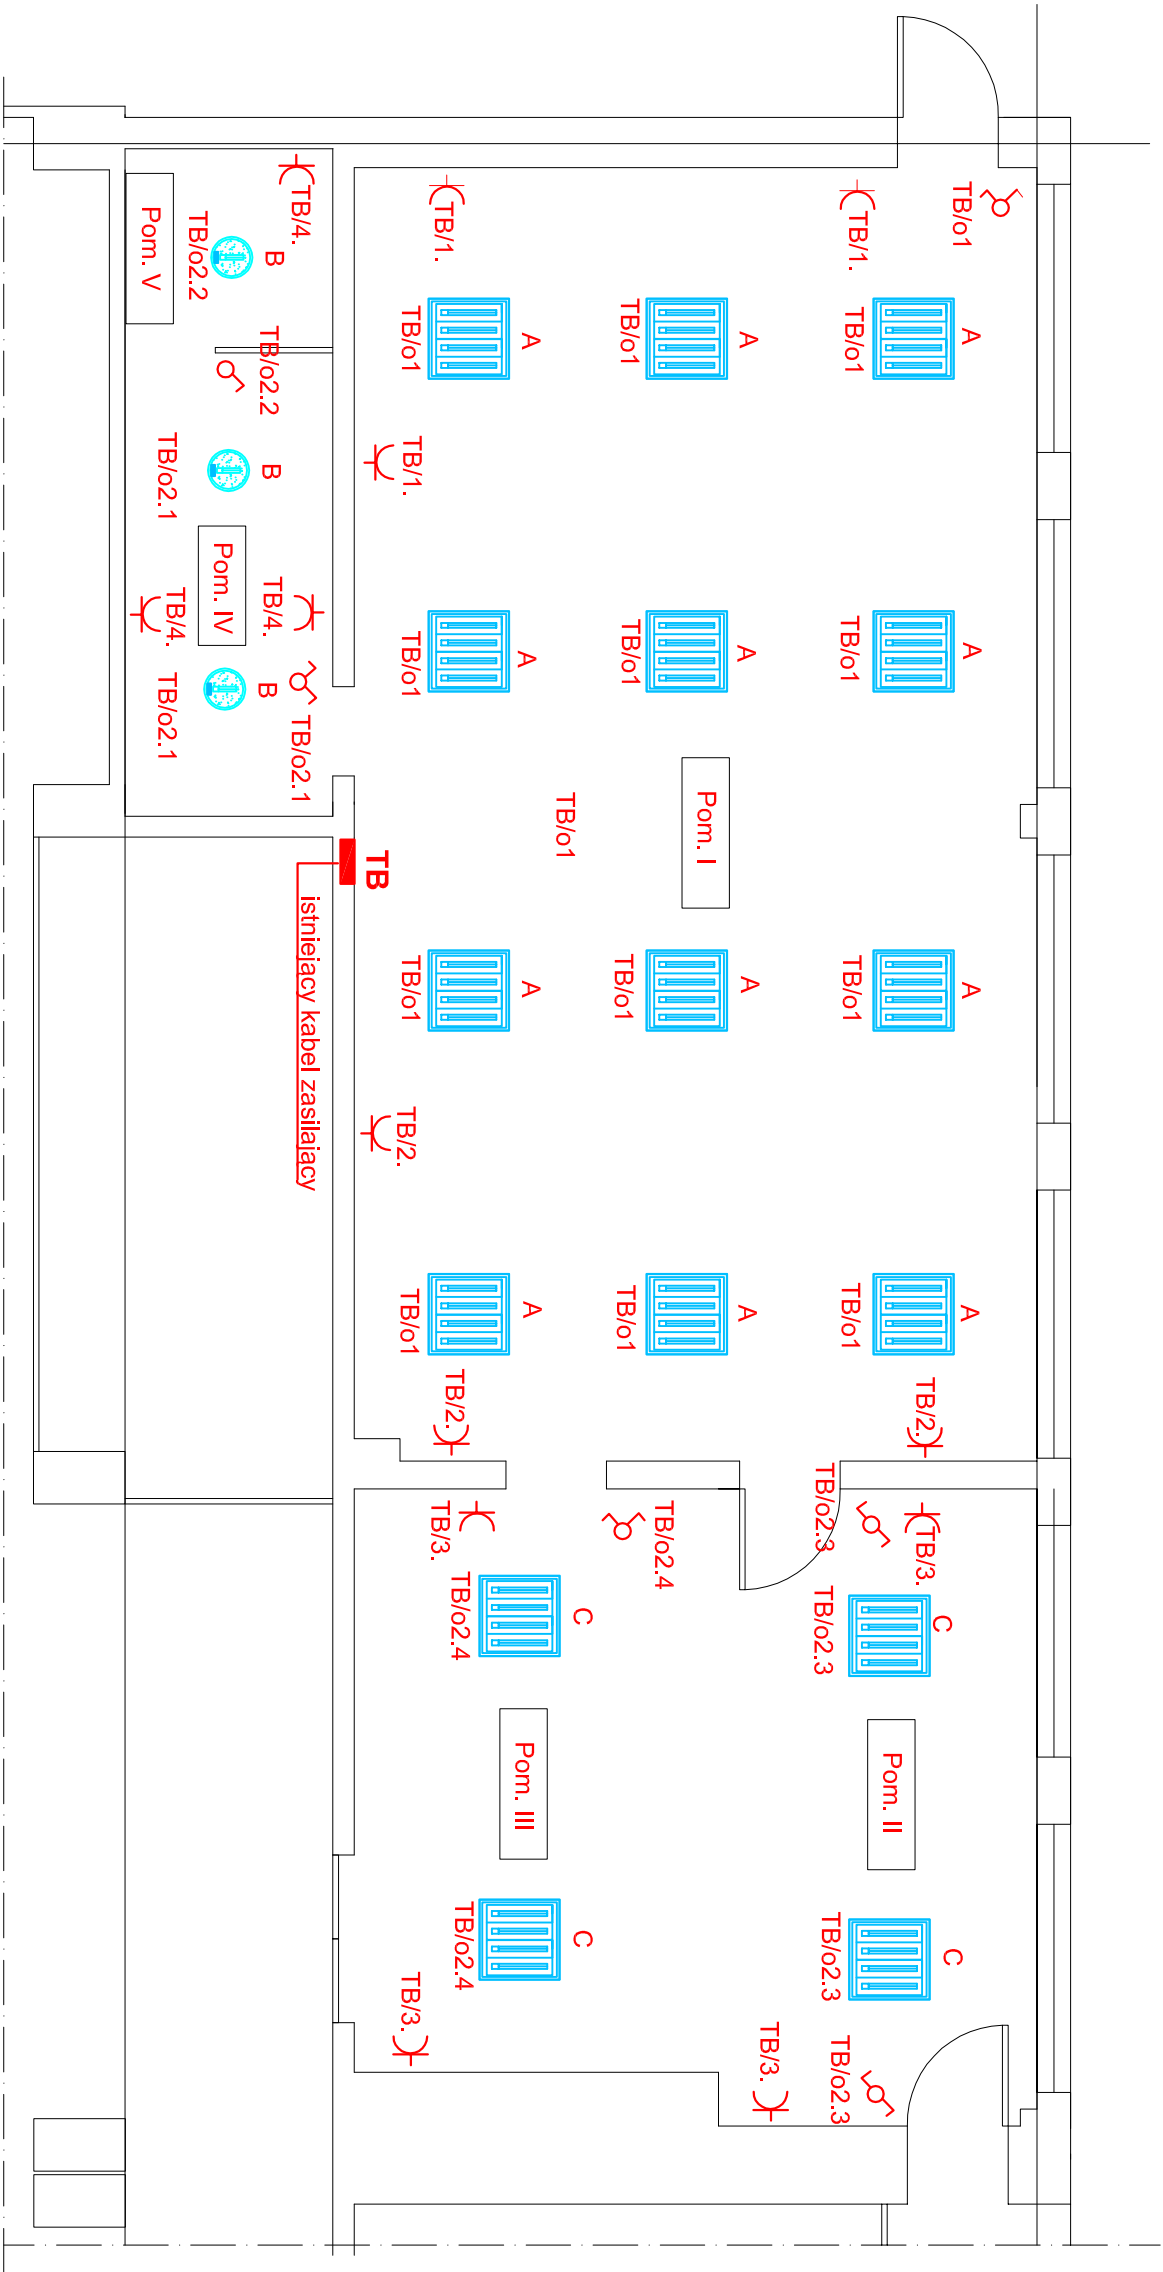 A
A
A
A
C
C
TB/o1
TB/2.
TB/3.
Pom. II
TB/1.
TB/o1
TB/o1
TB/o1
TB/o1
TB/o2.3
TB/o2.3
TB/o2.3
TB/o2.3
TB/3.
A
A
A
A
Pom. I
TB/o2.4
TB/o1
TB/o1
TB/o1
TB/o1
C
C
TB/o1
A
A
A
A
Pom. III
TB/1.
TB/2.
TB/3.
TB/o2.4
TB/o2.4
TB/o1
TB/1.
TB/o1
TB/o1
TB/2.
TB/o1
TB/3.
TB
istniejący kabel zasilający
TB/4.
TB/o2.1
B
TB/o2.2
B
TB/4.
B
Pom. IV
TB/o2.2
TB/4.
TB/o2.1
TB/o2.1
Pom. V